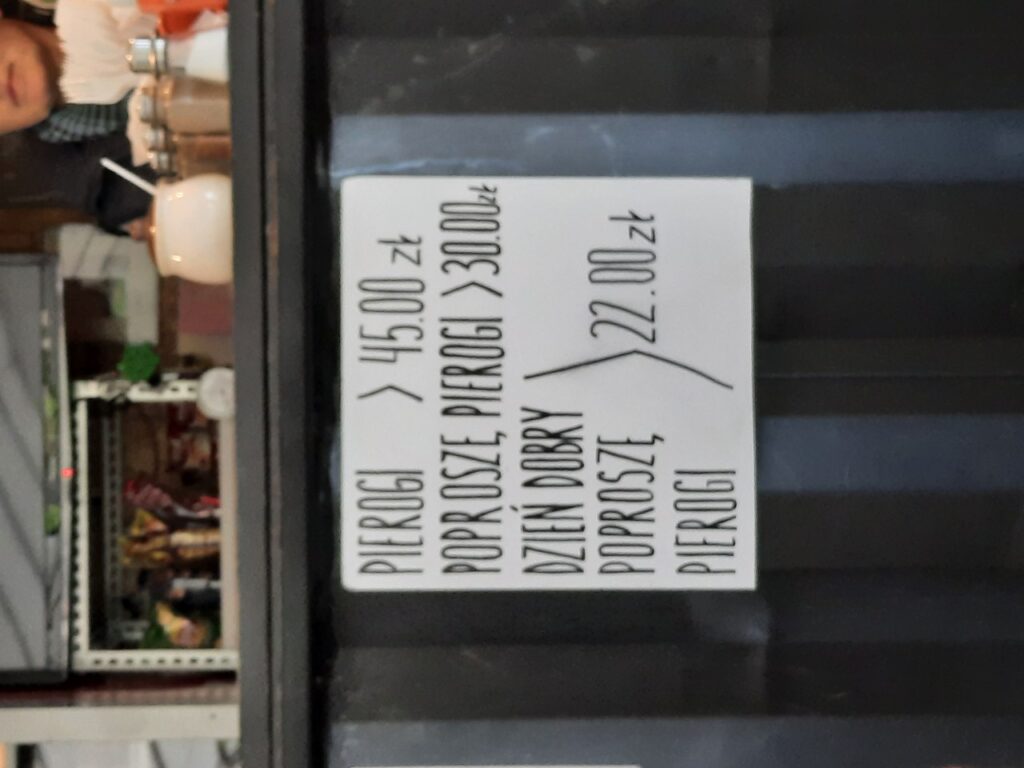 PIEROGI > 45.00 zł
POPROSZĘ PIEROGI > 30.00 zł
DZIEŃ DOBRY
POPROSZĘ > 22.00 zł
PIEROGI